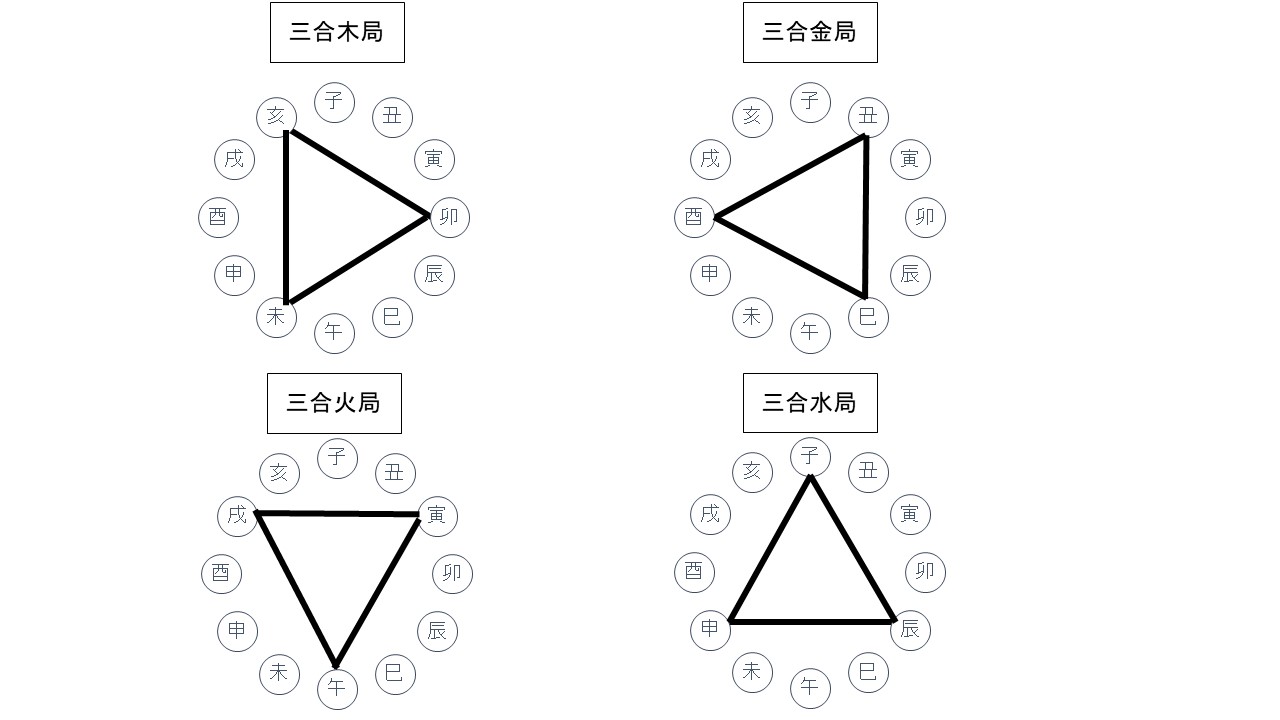 三合木局
子
丑
寅
卯
辰
巳
午
未
申
酉
戌
亥
三合金局
子
丑
寅
卯
辰
巳
午
未
申
酉
戌
亥
三合火局
子
丑
寅
卯
辰
巳
午
未
申
酉
戌
亥
三合水局
子
丑
寅
卯
辰
巳
午
未
申
酉
戌
亥